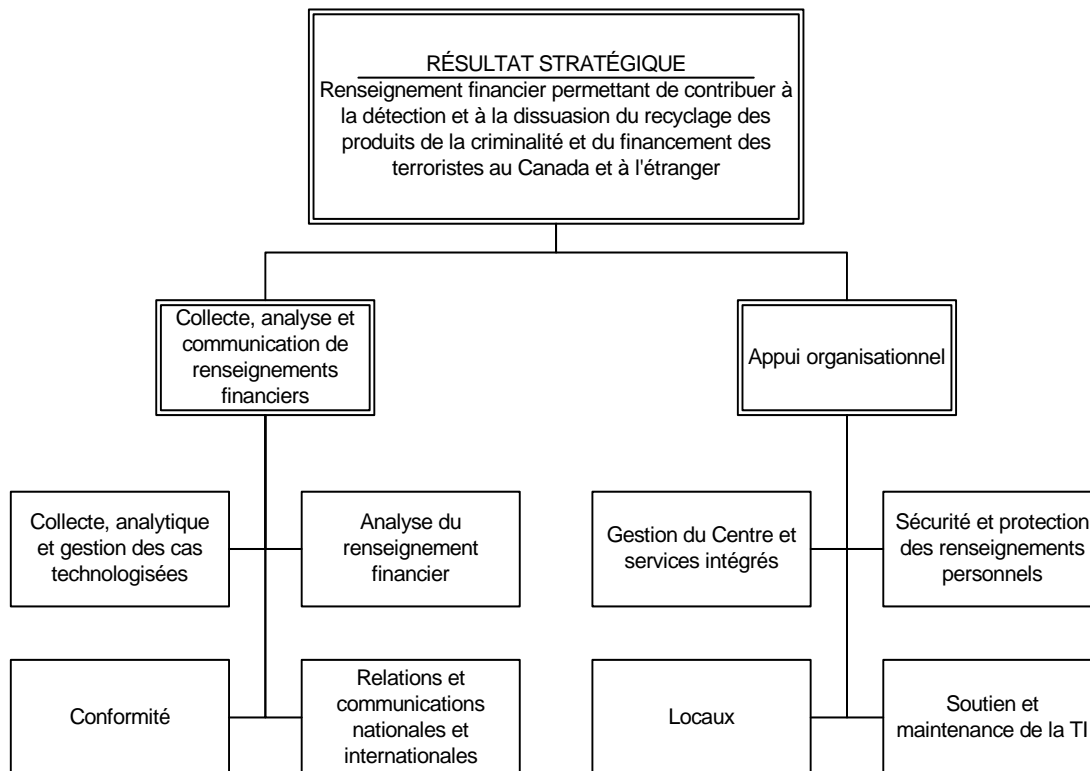 RÉSULTAT STRATÉGIQUE
Renseignement financier permettant de contribuer à
la détection et à la dissuasion du recyclage des
produits de la criminalité et du financement des
terroristes au Canada et à l'étranger
Collecte, analyse et
communication de
renseignements
financiers
Appui organisationnel
Collecte, analytique
et gestion des cas
technologisées
Analyse du
renseignement
financier
Gestion du Centre et
services intégrés
Sécurité et protection
des renseignements
personnels
Conformité
Relations et
communications
nationales et
internationales
Locaux
Soutien et
maintenance de la TI